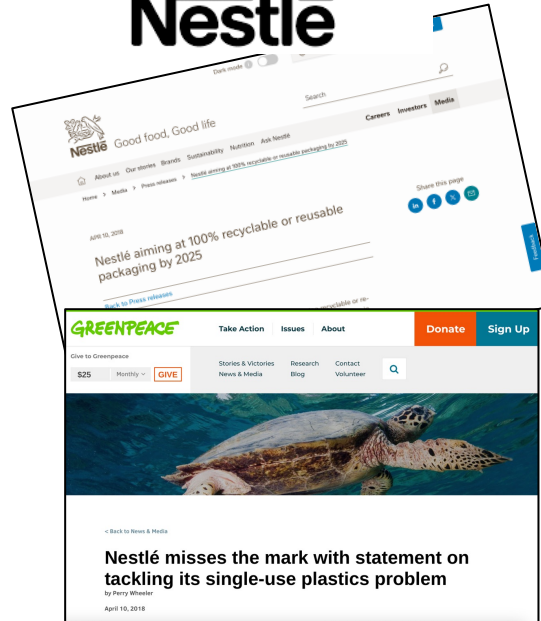 Nestlé
Dark mode
Search
Nestlé Good food, Good life
Careers Investors Media
About us Our stories Brands Sustainability Nutrition Ask Nestlé
Home > Media > Press releases > Nestlé aiming at 100% recyclable or reusable packaging by 2025
Share this page
APR 10, 2018
Nestlé aiming at 100% recyclable or reusable
packaging by 2025
Feedback
Back to Press releases
recyclable or re-
GREENPEACE
Take Action Issues About Donate Sign Up
Give to Greenpeace
$25 Monthly GIVE
Stories & Victories Research Contact
News & Media Blog Volunteer
< Back to News & Media
Nestlé misses the mark with statement on
tackling its single-use plastics problem
by Perry Wheeler
April 10, 2018